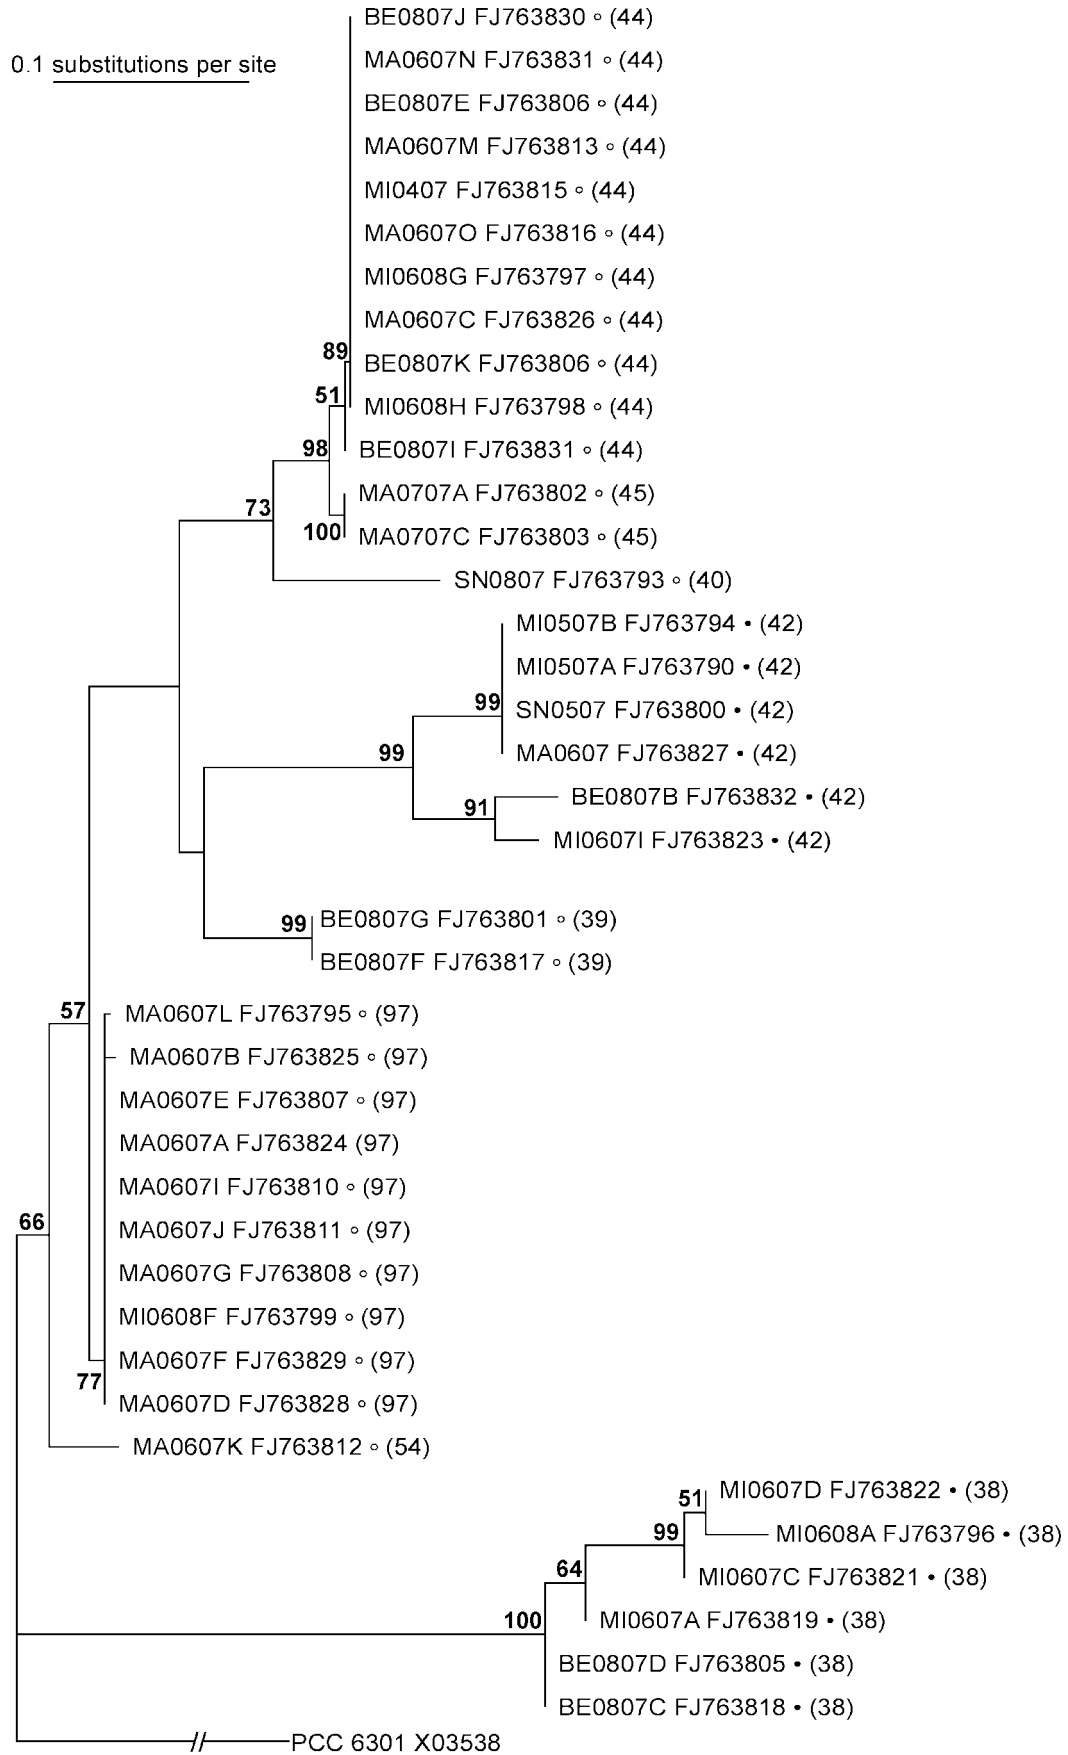 BE0807J FJ763830 ∘ (44)
0.1 substitutions per site
MA0607N FJ763831 ∘ (44)
BE0807E FJ763806 ∘ (44)
MA0607M FJ763813 ∘ (44)
MI0407 FJ763815 ∘ (44)
MA0607O FJ763816 ∘ (44)
MI0608G FJ763797 ∘ (44)
MA0607C FJ763826 ∘ (44)
89
BE0807K FJ763806 ∘ (44)
51
MI0608H FJ763798 ∘ (44)
98
BE0807I FJ763831 ∘ (44)
MA0707A FJ763802 ∘ (45)
73
100
MA0707C FJ763803 ∘ (45)
SN0807 FJ763793 ∘ (40)
MI0507B FJ763794 • (42)
MI0507A FJ763790 • (42)
99
SN0507 FJ763800 • (42)
99
MA0607 FJ763827 • (42)
BE0807B FJ763832 • (42)
91
MI0607I FJ763823 • (42)
99
BE0807G FJ763801 ∘ (39)
BE0807F FJ763817 ∘ (39)
57
MA0607L FJ763795 ∘ (97)
MA0607B FJ763825 ∘ (97)
MA0607E FJ763807 ∘ (97)
MA0607A FJ763824 (97)
MA0607I FJ763810 ∘ (97)
66
MA0607J FJ763811 ∘ (97)
MA0607G FJ763808 ∘ (97)
MI0608F FJ763799 ∘ (97)
MA0607F FJ763829 ∘ (97)
77
MA0607D FJ763828 ∘ (97)
MA0607K FJ763812 ∘ (54)
51
MI0607D FJ763822 • (38)
99
MI0608A FJ763796 • (38)
64
MI0607C FJ763821 • (38)
100
MI0607A FJ763819 • (38)
BE0807D FJ763805 • (38)
BE0807C FJ763818 • (38)
PCC 6301 X03538